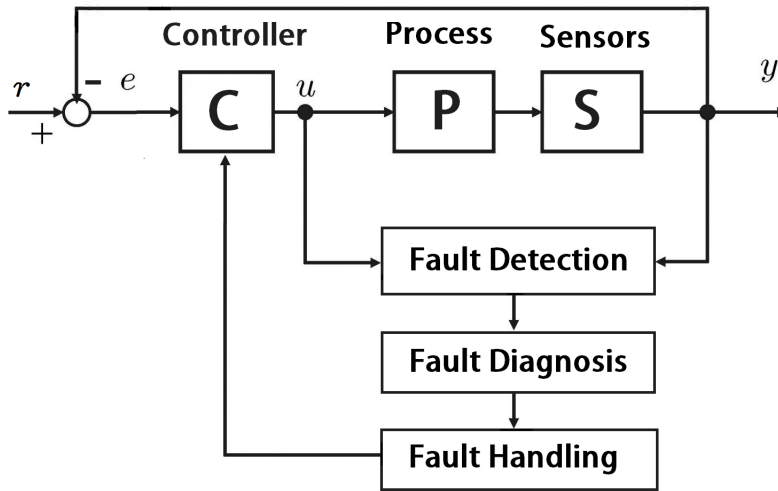 Controller
Process
Sensors
r
+
−
e
C
u
P
S
y
Fault Detection
Fault Diagnosis
Fault Handling